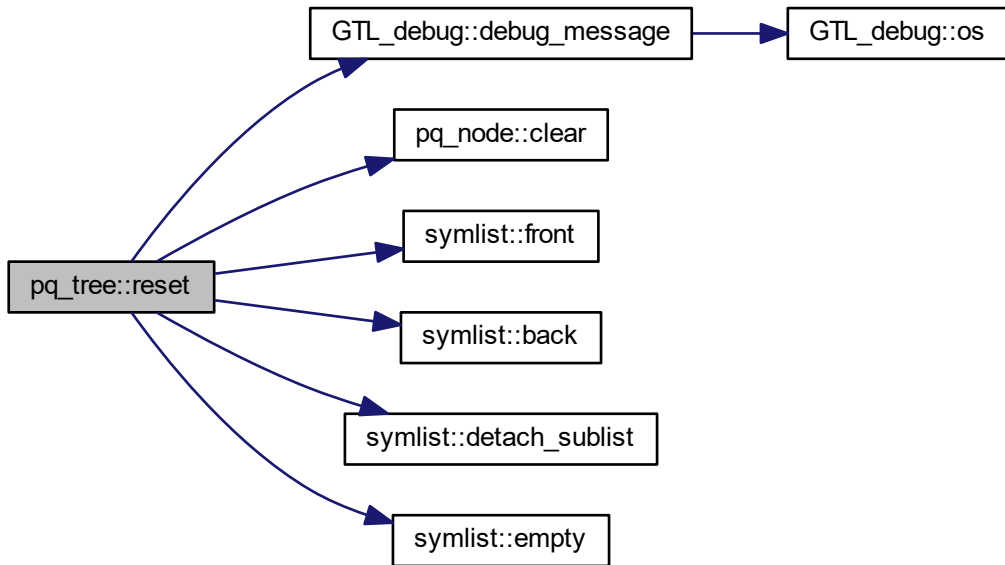 GTL_debug::debug_message
GTL_debug::os
pq_node::clear
symlist::front
pq_tree::reset
symlist::back
symlist::detach_sublist
symlist::empty